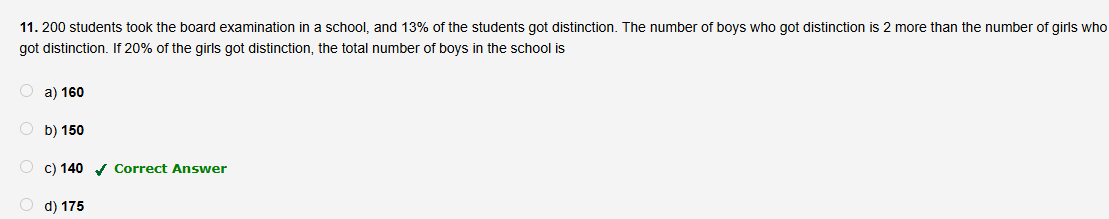 11. 200 students took the board examination in a school, and 13% of the students got distinction. The number of boys who got distinction is 2 more than the number of girls who
got distinction. If 20% of the girls got distinction, the total number of boys in the school is
a) 160
b) 150
c) 140 ✓ Correct Answer
d) 175